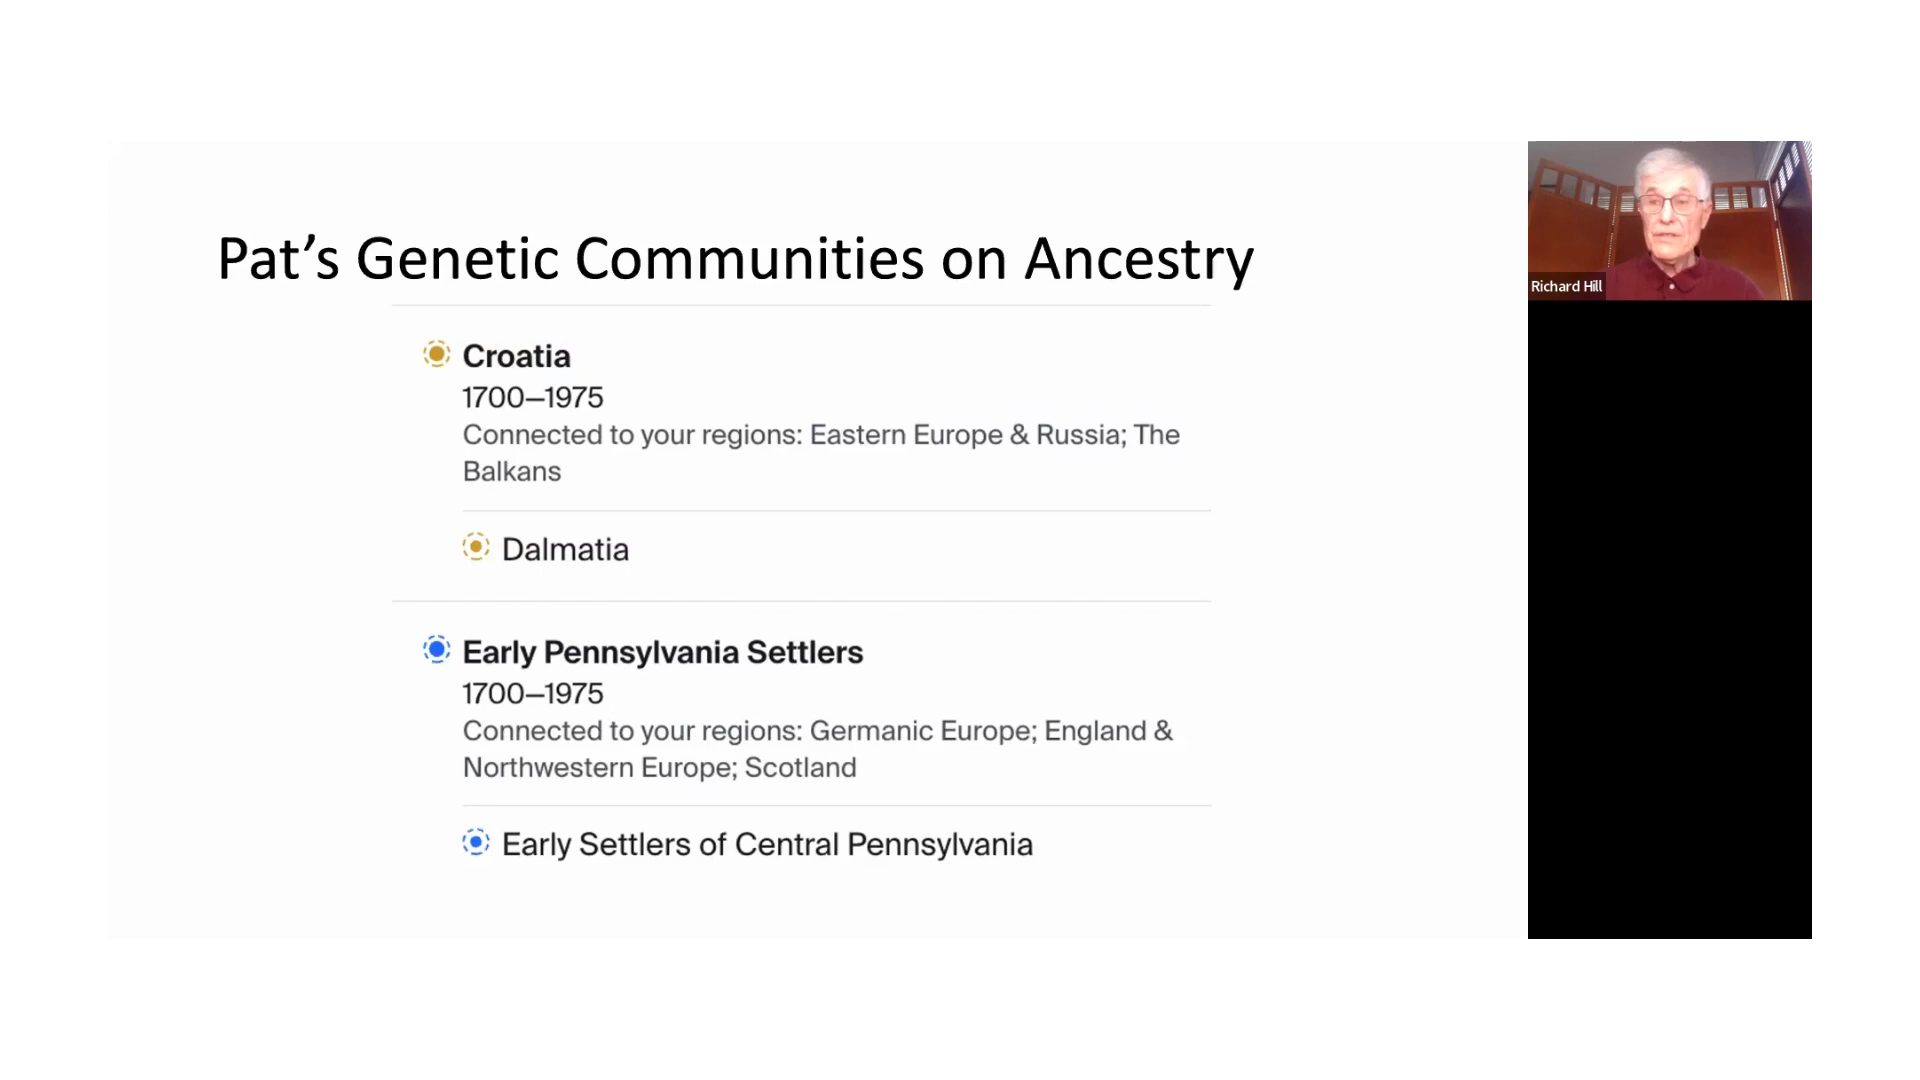 Pat’s Genetic Communities on Ancestry
Croatia
1700—1975
Connected to your regions: Eastern Europe & Russia; The
Balkans
Dalmatia
Early Pennsylvania Settlers
1700—1975
Connected to your regions: Germanic Europe; England &
Northwestern Europe; Scotland
Early Settlers of Central Pennsylvania
Richard Hill